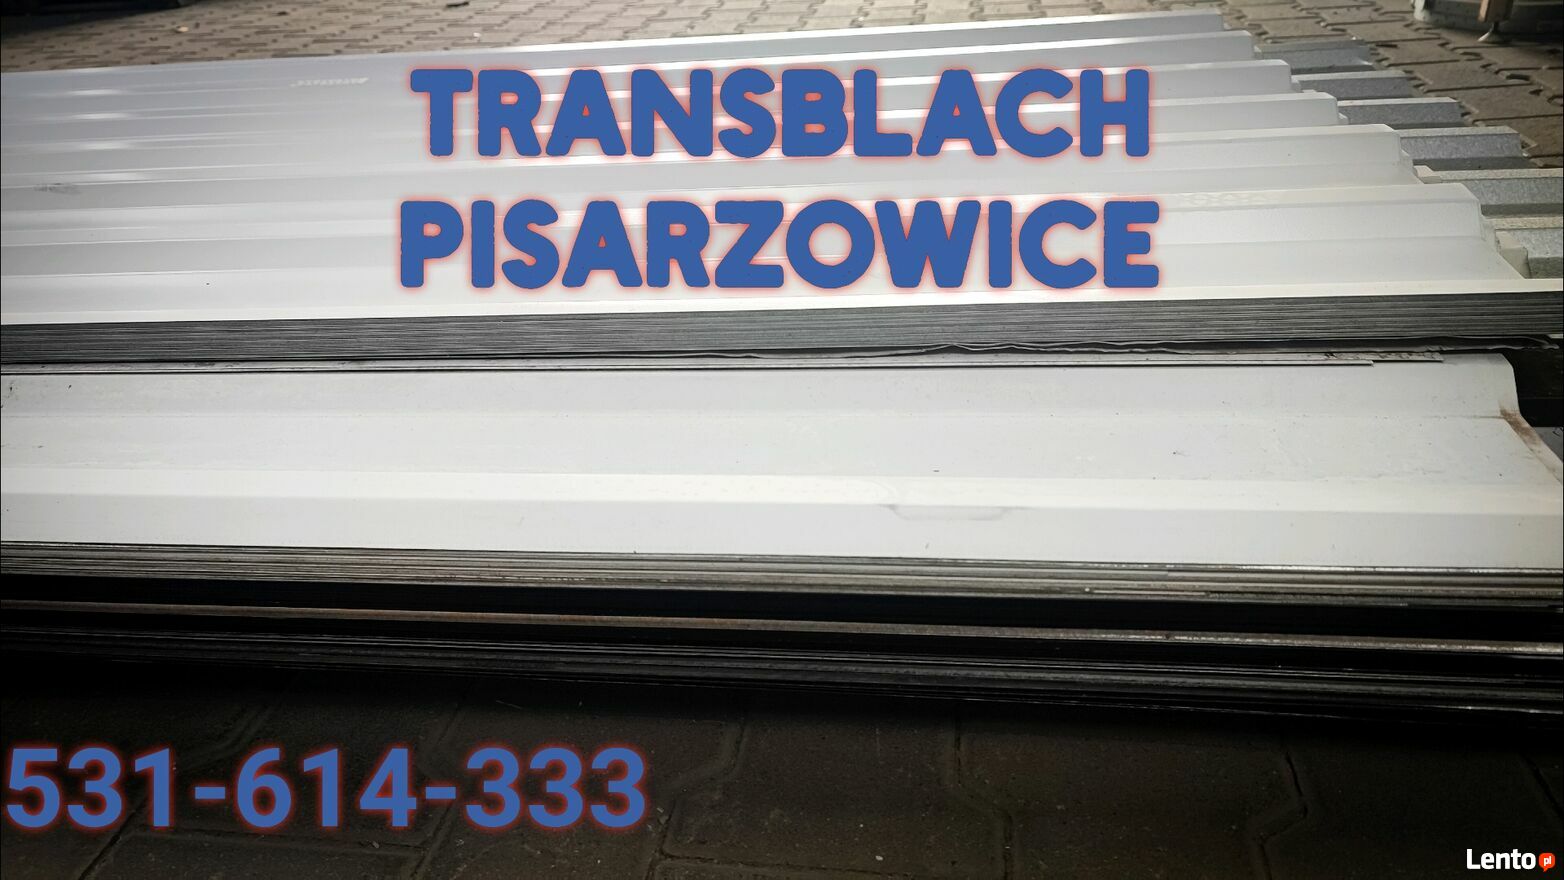 TRANSBLACH
PISARZOWICE
531-614-333
Lento pl